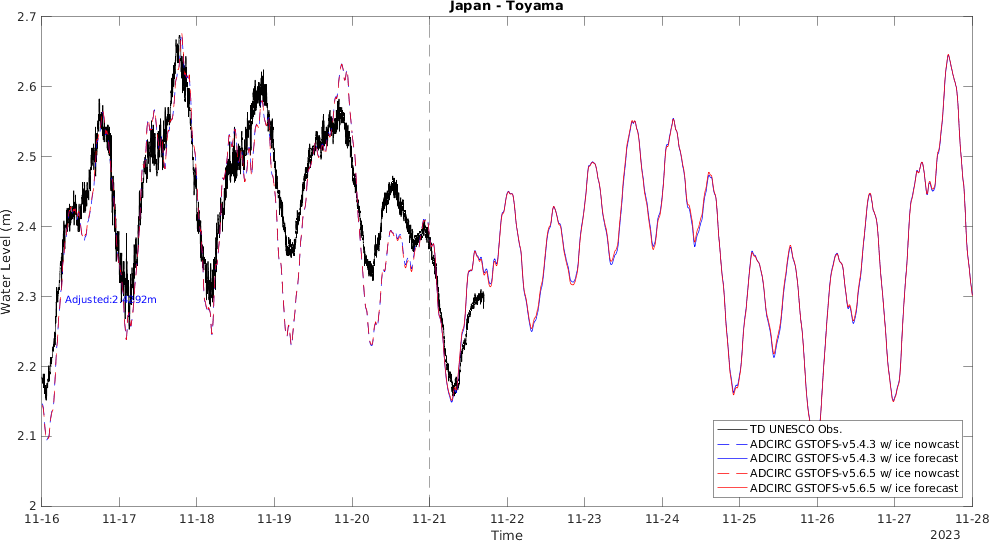 Japan - Toyama
Water Level (m)
2.7
2.6
2.5
2.4
2.3
2.2
2.1
2
11-16
11-17
11-18
11-19
11-20
11-21
11-22
11-23
11-24
11-25
11-26
11-27
11-28
Time
2023
TD UNESCO Obs.
ADCIRC GSTOFS-v5.4.3 w/ ice nowcast
ADCIRC GSTOFS-v5.4.3 w/ ice forecast
ADCIRC GSTOFS-v5.6.5 w/ ice nowcast
ADCIRC GSTOFS-v5.6.5 w/ ice forecast